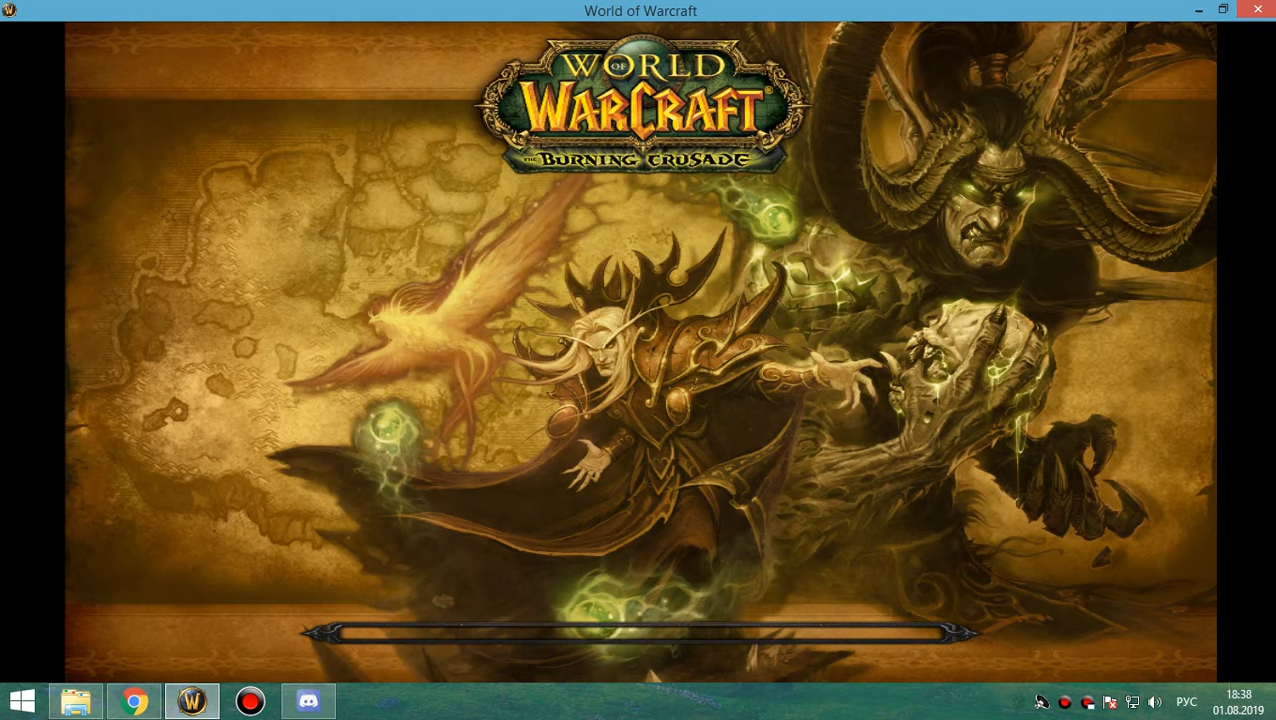 World of Warcraft
WORLD
OF
WARCRAFT®
THE BURNING CRUSADE
РУС
18:38
01.08.2019